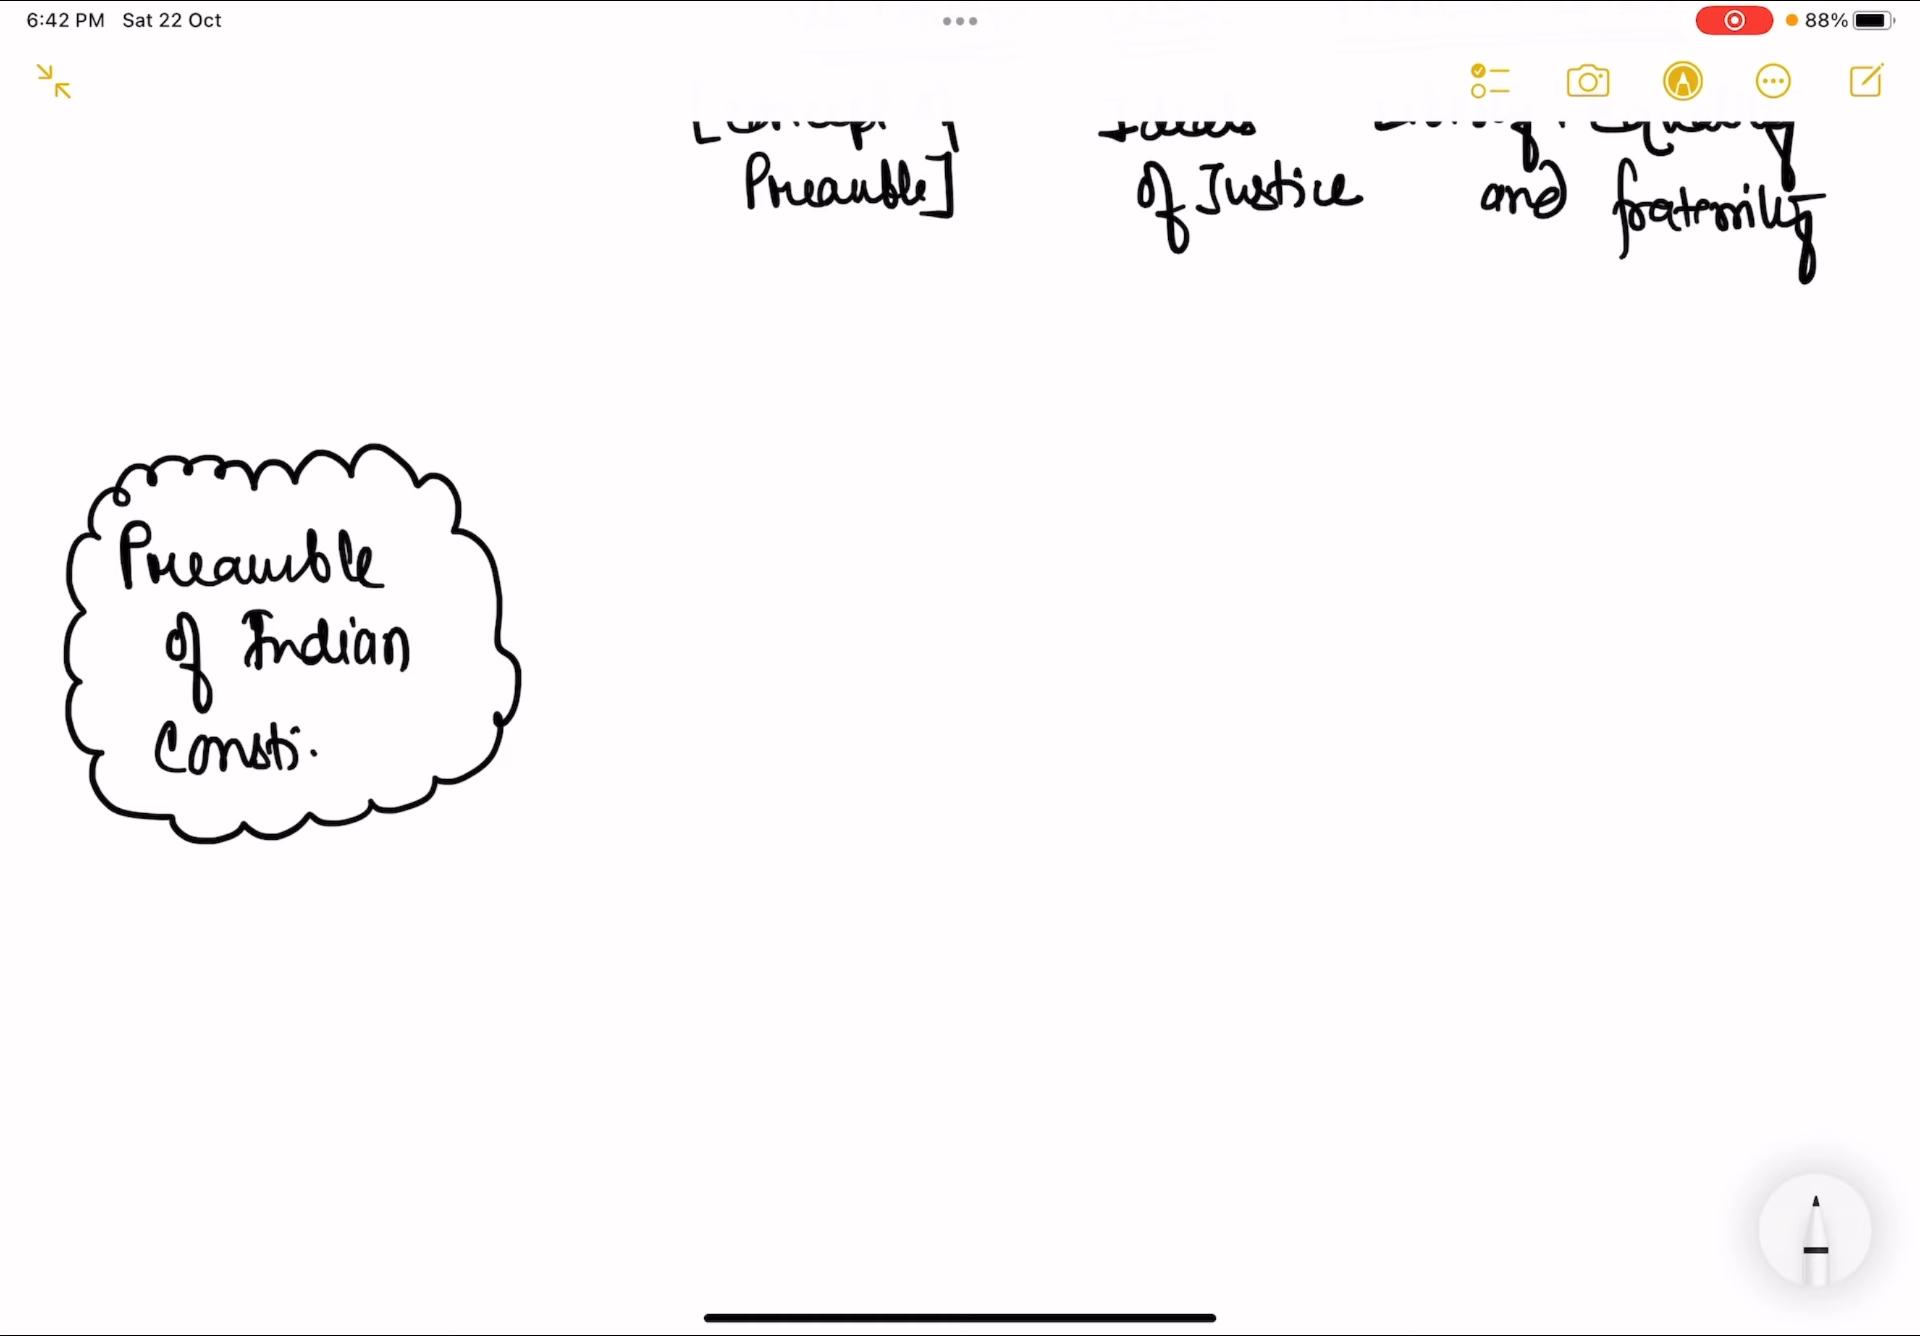 6:42 PM Sat 22 Oct
88%
Preamble]
of Justice
and fraternity
Preamble
of Indian
Consti.